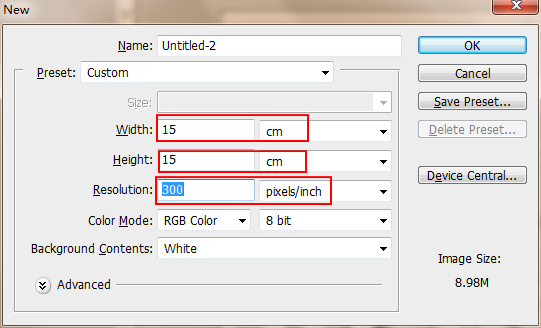 New
Name: Untitled-2
OK
Preset: Custom
Cancel
Size:
Save Preset...
Width: 15 cm
Delete Preset...
Height: 15 cm
Device Central...
Resolution: 300 pixels/inch
Color Mode: RGB Color 8 bit
Background Contents: White
Image Size:
8.98M
Advanced